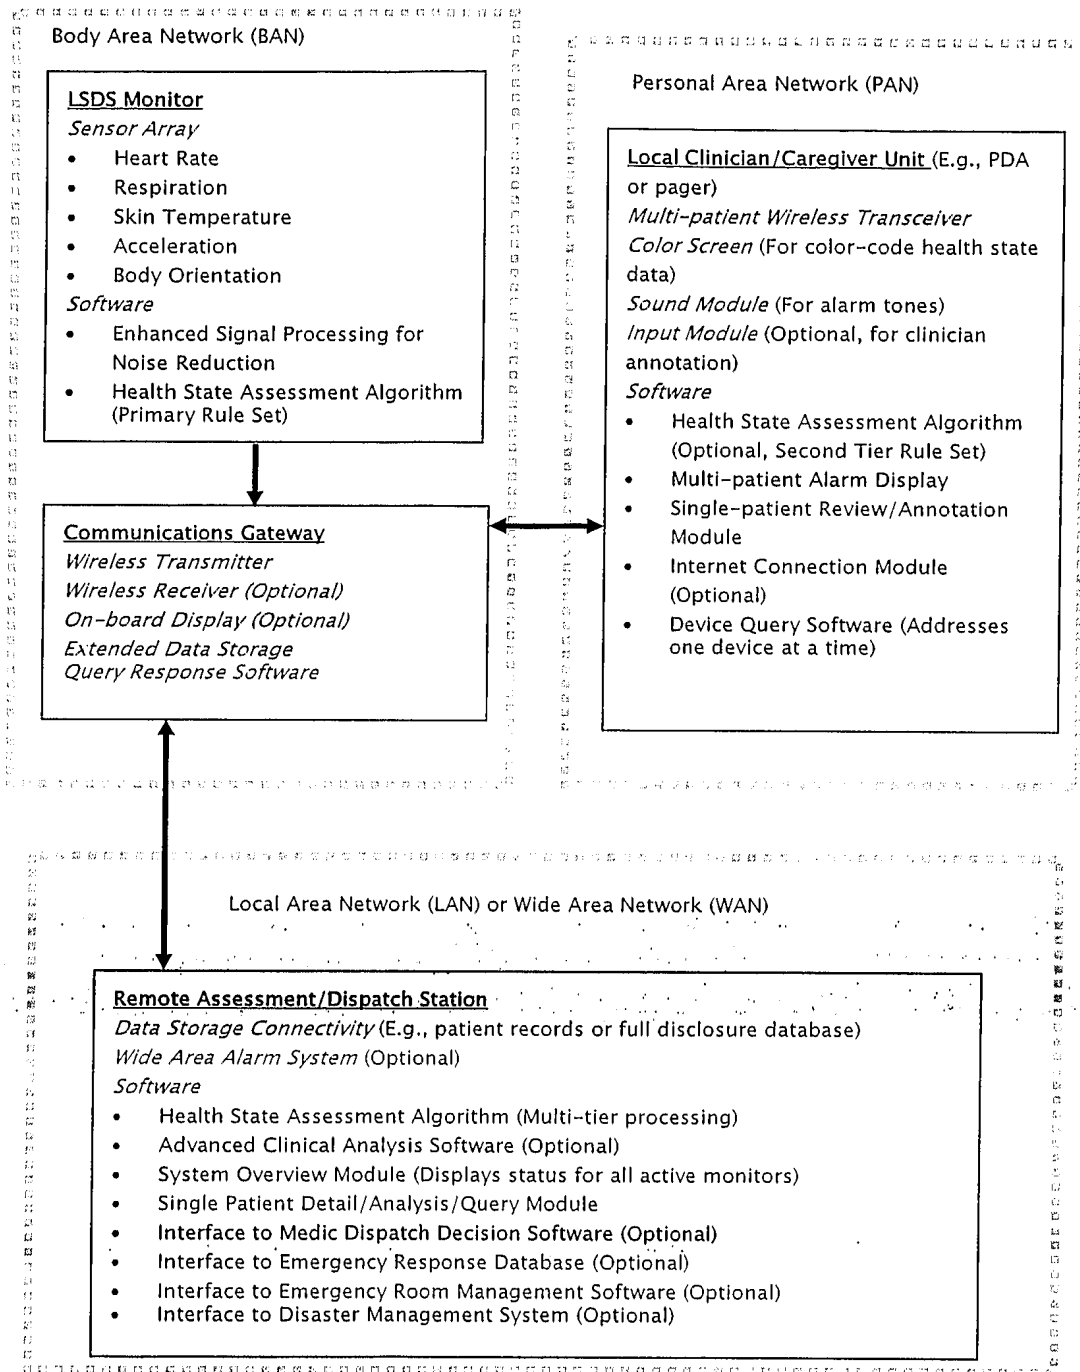 Body Area Network (BAN)
LSDS Monitor
Sensor Array
• Heart Rate
• Respiration
• Skin Temperature
• Acceleration
• Body Orientation
Software
• Enhanced Signal Processing for
Noise Reduction
• Health State Assessment Algorithm
(Primary Rule Set)
Communications Gateway
Wireless Transmitter
Wireless Receiver (Optional)
On-board Display (Optional)
Extended Data Storage
Query Response Software
Personal Area Network (PAN)
Local Clinician/Caregiver Unit (E.g., PDA
or pager)
Multi-patient Wireless Transceiver
Color Screen (For color-code health state
data)
Sound Module (For alarm tones)
Input Module (Optional, for clinician
annotation)
Software
• Health State Assessment Algorithm
(Optional, Second Tier Rule Set)
• Multi-patient Alarm Display
• Single-patient Review/Annotation
Module
• Internet Connection Module
(Optional)
• Device Query Software (Addresses
one device at a time)
Local Area Network (LAN) or Wide Area Network (WAN)
Remote Assessment/Dispatch Station
Data Storage Connectivity (E.g., patient records or full disclosure database)
Wide Area Alarm System (Optional)
Software
• Health State Assessment Algorithm (Multi-tier processing)
• Advanced Clinical Analysis Software (Optional)
• System Overview Module (Displays status for all active monitors)
• Single Patient Detail/Analysis/Query Module
• Interface to Medic Dispatch Decision Software (Optional)
• Interface to Emergency Response Database (Optional)
• Interface to Emergency Room Management Software (Optional)
• Interface to Disaster Management System (Optional)